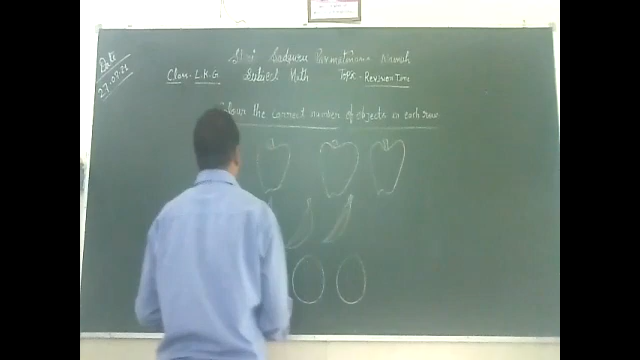 Date
27.07.21
Shri Sadguru Parmatmane Namah
Class - L.K.G. Subject Math Topic - Revision Time
the correct number of objects in each row